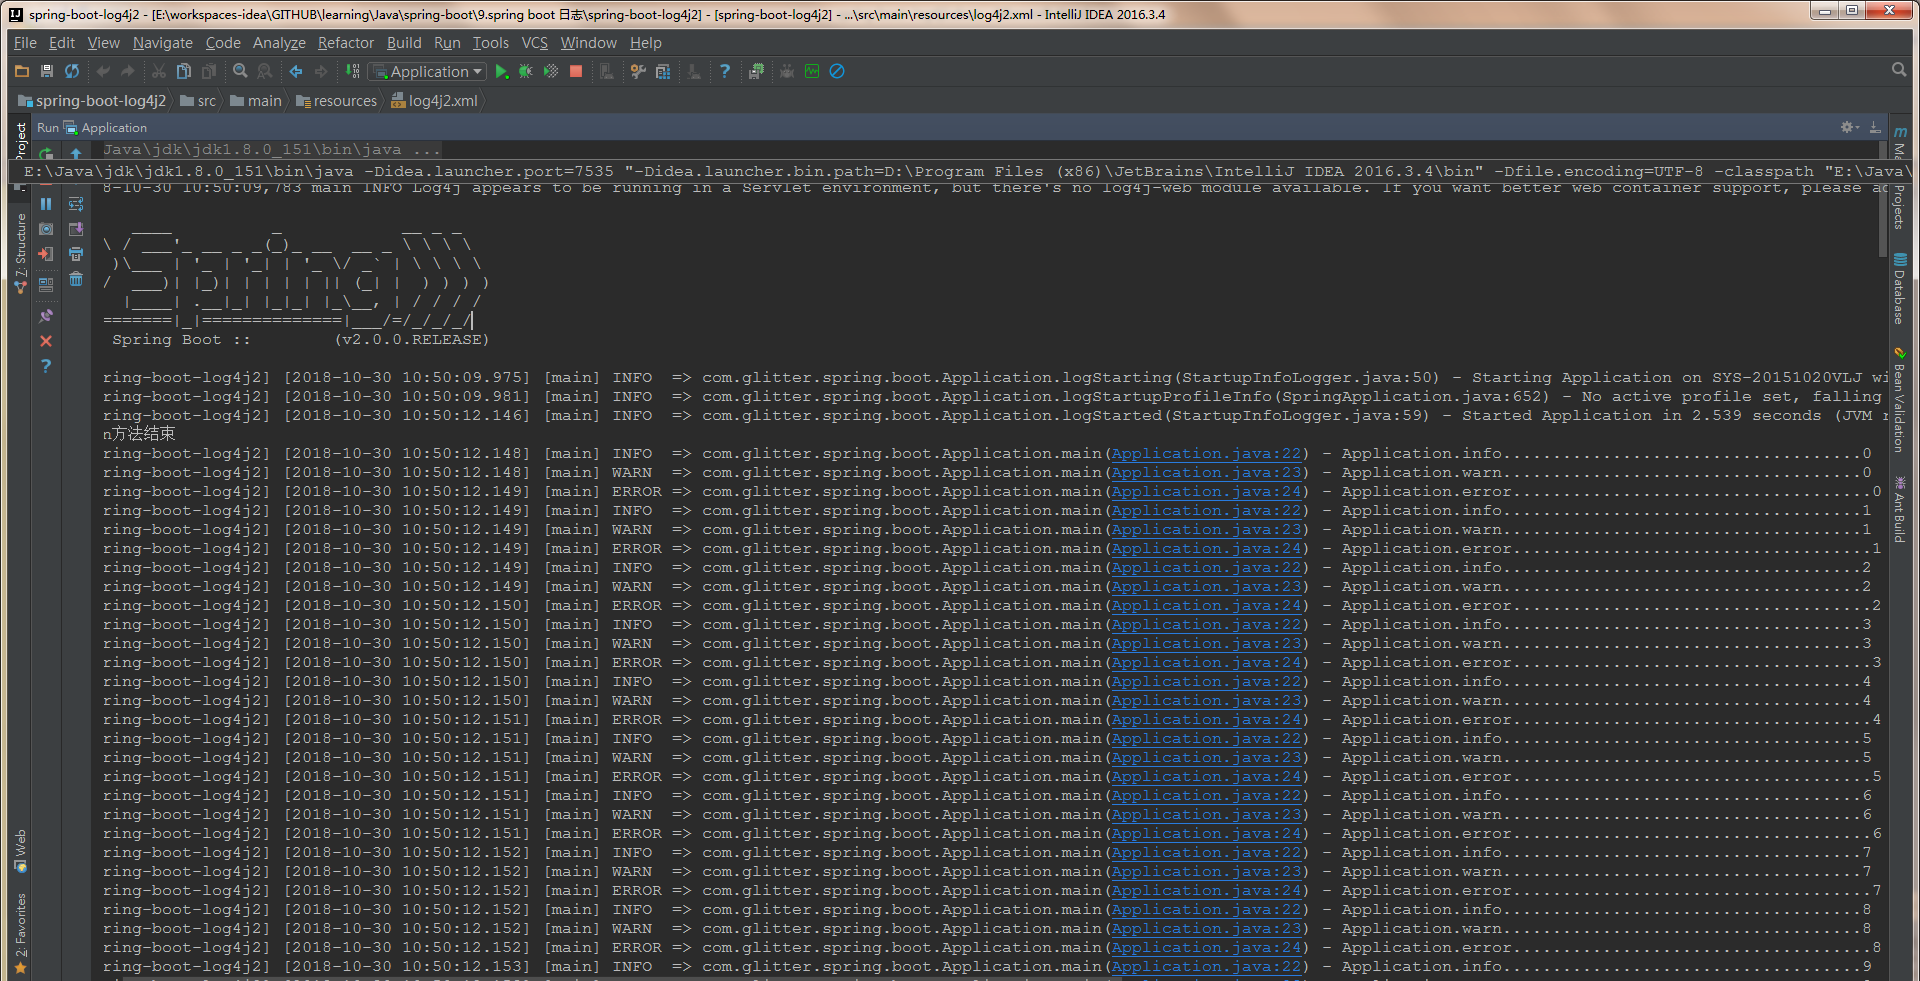 spring-boot-log4j2 - [E:\workspaces-idea\GITHUB\learning\Java\spring-boot\9.spring boot 日志\spring-boot-log4j2] - [spring-boot-log4j2] - ...\src\main\resources\log4j2.xml - IntelliJ IDEA 2016.3.4
File Edit View Navigate Code Analyze Refactor Build Run Tools VCS Window Help
Application
spring-boot-log4j2 src main resources log4j2.xml
Run Application
Java\jdk\jdk1.8.0_151\bin\java ...
E:\Java\jdk\jdk1.8.0_151\bin\java -Didea.launcher.port=7535 "-Didea.launcher.bin.path=D:\Program Files (x86)\JetBrains\IntelliJ IDEA 2016.3.4\bin" -Dfile.encoding=UTF-8 -classpath "E:\Java\
8-10-30 10:50:09,783 main INFO Log4j appears to be running in a Servlet environment, but there's no log4j-web module available. If you want better web container support, please ad
Spring Boot :: (v2.0.0.RELEASE)
ring-boot-log4j2] [2018-10-30 10:50:09.975] [main] INFO => com.glitter.spring.boot.Application.logStarting(StartupInfoLogger.java:50) - Starting Application on SYS-20151020VLJ wi
ring-boot-log4j2] [2018-10-30 10:50:09.981] [main] INFO => com.glitter.spring.boot.Application.logStartupProfileInfo(SpringApplication.java:652) - No active profile set, falling
ring-boot-log4j2] [2018-10-30 10:50:12.146] [main] INFO => com.glitter.spring.boot.Application.logStarted(StartupInfoLogger.java:59) - Started Application in 2.539 seconds (JVM r
n方法结束
ring-boot-log4j2] [2018-10-30 10:50:12.148] [main] INFO => com.glitter.spring.boot.Application.main(Application.java:22) - Application.info....................................0
ring-boot-log4j2] [2018-10-30 10:50:12.148] [main] WARN => com.glitter.spring.boot.Application.main(Application.java:23) - Application.warn....................................0
ring-boot-log4j2] [2018-10-30 10:50:12.149] [main] ERROR => com.glitter.spring.boot.Application.main(Application.java:24) - Application.error....................................0
ring-boot-log4j2] [2018-10-30 10:50:12.149] [main] INFO => com.glitter.spring.boot.Application.main(Application.java:22) - Application.info....................................1
ring-boot-log4j2] [2018-10-30 10:50:12.149] [main] WARN => com.glitter.spring.boot.Application.main(Application.java:23) - Application.warn....................................1
ring-boot-log4j2] [2018-10-30 10:50:12.149] [main] ERROR => com.glitter.spring.boot.Application.main(Application.java:24) - Application.error....................................1
ring-boot-log4j2] [2018-10-30 10:50:12.149] [main] INFO => com.glitter.spring.boot.Application.main(Application.java:22) - Application.info....................................2
ring-boot-log4j2] [2018-10-30 10:50:12.149] [main] WARN => com.glitter.spring.boot.Application.main(Application.java:23) - Application.warn....................................2
ring-boot-log4j2] [2018-10-30 10:50:12.150] [main] ERROR => com.glitter.spring.boot.Application.main(Application.java:24) - Application.error....................................2
ring-boot-log4j2] [2018-10-30 10:50:12.150] [main] INFO => com.glitter.spring.boot.Application.main(Application.java:22) - Application.info....................................3
ring-boot-log4j2] [2018-10-30 10:50:12.150] [main] WARN => com.glitter.spring.boot.Application.main(Application.java:23) - Application.warn....................................3
ring-boot-log4j2] [2018-10-30 10:50:12.150] [main] ERROR => com.glitter.spring.boot.Application.main(Application.java:24) - Application.error....................................3
ring-boot-log4j2] [2018-10-30 10:50:12.150] [main] INFO => com.glitter.spring.boot.Application.main(Application.java:22) - Application.info....................................4
ring-boot-log4j2] [2018-10-30 10:50:12.150] [main] WARN => com.glitter.spring.boot.Application.main(Application.java:23) - Application.warn....................................4
ring-boot-log4j2] [2018-10-30 10:50:12.151] [main] ERROR => com.glitter.spring.boot.Application.main(Application.java:24) - Application.error....................................4
ring-boot-log4j2] [2018-10-30 10:50:12.151] [main] INFO => com.glitter.spring.boot.Application.main(Application.java:22) - Application.info....................................5
ring-boot-log4j2] [2018-10-30 10:50:12.151] [main] WARN => com.glitter.spring.boot.Application.main(Application.java:23) - Application.warn....................................5
ring-boot-log4j2] [2018-10-30 10:50:12.151] [main] ERROR => com.glitter.spring.boot.Application.main(Application.java:24) - Application.error....................................5
ring-boot-log4j2] [2018-10-30 10:50:12.151] [main] INFO => com.glitter.spring.boot.Application.main(Application.java:22) - Application.info....................................6
ring-boot-log4j2] [2018-10-30 10:50:12.151] [main] WARN => com.glitter.spring.boot.Application.main(Application.java:23) - Application.warn....................................6
ring-boot-log4j2] [2018-10-30 10:50:12.151] [main] ERROR => com.glitter.spring.boot.Application.main(Application.java:24) - Application.error....................................6
ring-boot-log4j2] [2018-10-30 10:50:12.152] [main] INFO => com.glitter.spring.boot.Application.main(Application.java:22) - Application.info....................................7
ring-boot-log4j2] [2018-10-30 10:50:12.152] [main] WARN => com.glitter.spring.boot.Application.main(Application.java:23) - Application.warn....................................7
ring-boot-log4j2] [2018-10-30 10:50:12.152] [main] ERROR => com.glitter.spring.boot.Application.main(Application.java:24) - Application.error....................................7
ring-boot-log4j2] [2018-10-30 10:50:12.152] [main] INFO => com.glitter.spring.boot.Application.main(Application.java:22) - Application.info....................................8
ring-boot-log4j2] [2018-10-30 10:50:12.152] [main] WARN => com.glitter.spring.boot.Application.main(Application.java:23) - Application.warn....................................8
ring-boot-log4j2] [2018-10-30 10:50:12.152] [main] ERROR => com.glitter.spring.boot.Application.main(Application.java:24) - Application.error....................................8
ring-boot-log4j2] [2018-10-30 10:50:12.153] [main] INFO => com.glitter.spring.boot.Application.main(Application.java:22) - Application.info....................................9
Project
7: Structure
Web
2: Favorites
Projects
Database
Bean Validation
Ant Build